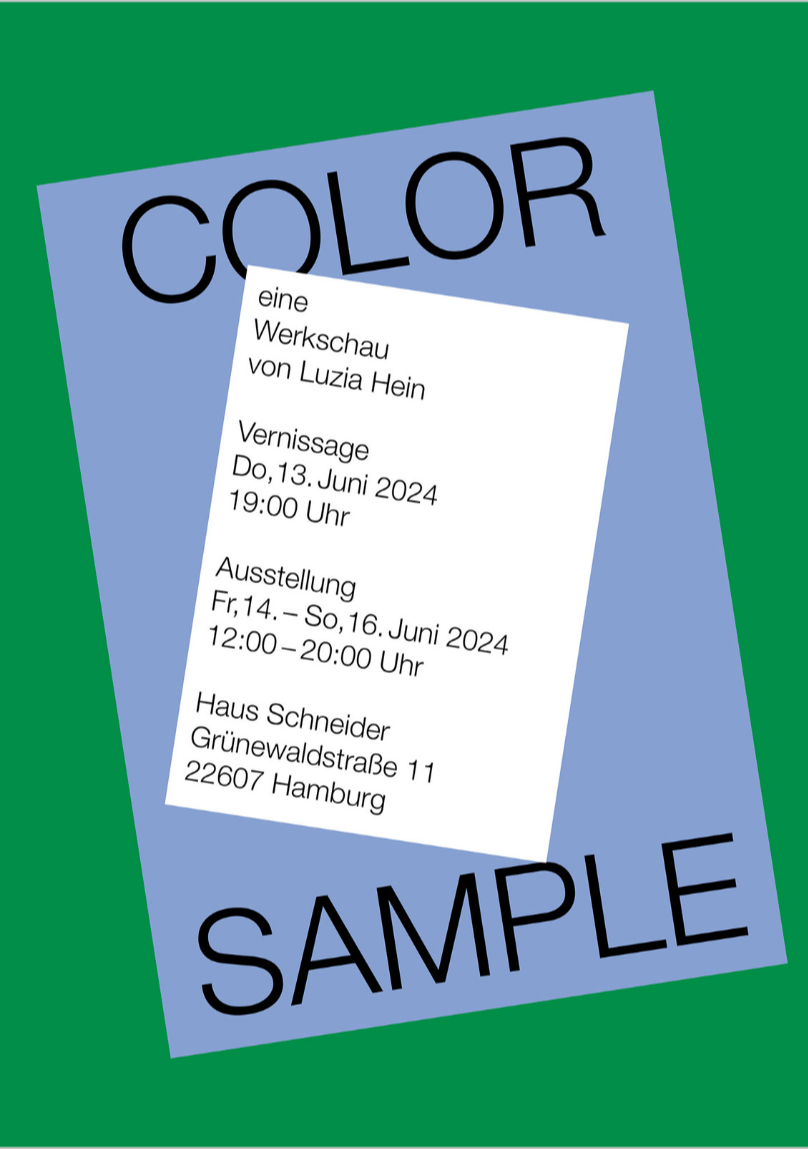 COLOR
eine
Werkschau
von Luzia Hein
Vernissage
Do, 13. Juni 2024
19:00 Uhr
Ausstellung
Fr, 14. – So, 16. Juni 2024
12:00 – 20:00 Uhr
Haus Schneider
Grünewaldstraße 11
22607 Hamburg
SAMPLE